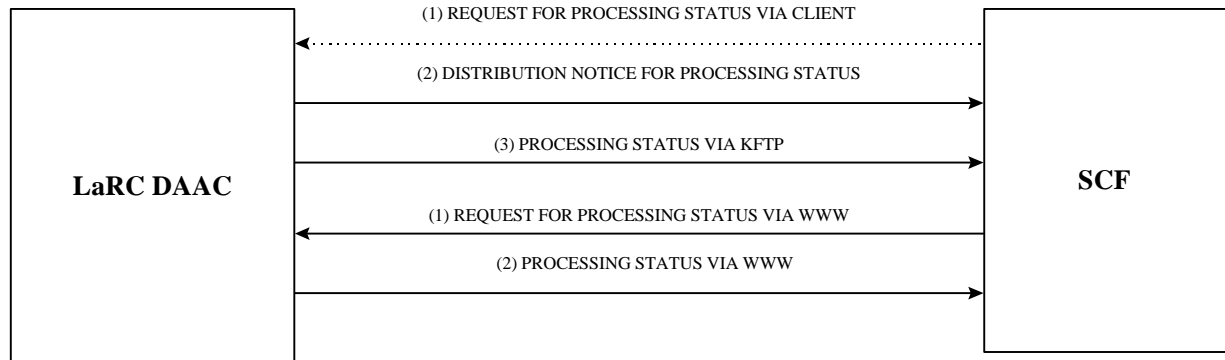 (1) REQUEST FOR PROCESSING STATUS VIA CLIENT
(2) DISTRIBUTION NOTICE FOR PROCESSING STATUS
(3) PROCESSING STATUS VIA KFTP
LaRC DAAC
SCF
(1) REQUEST FOR PROCESSING STATUS VIA WWW
(2) PROCESSING STATUS VIA WWW